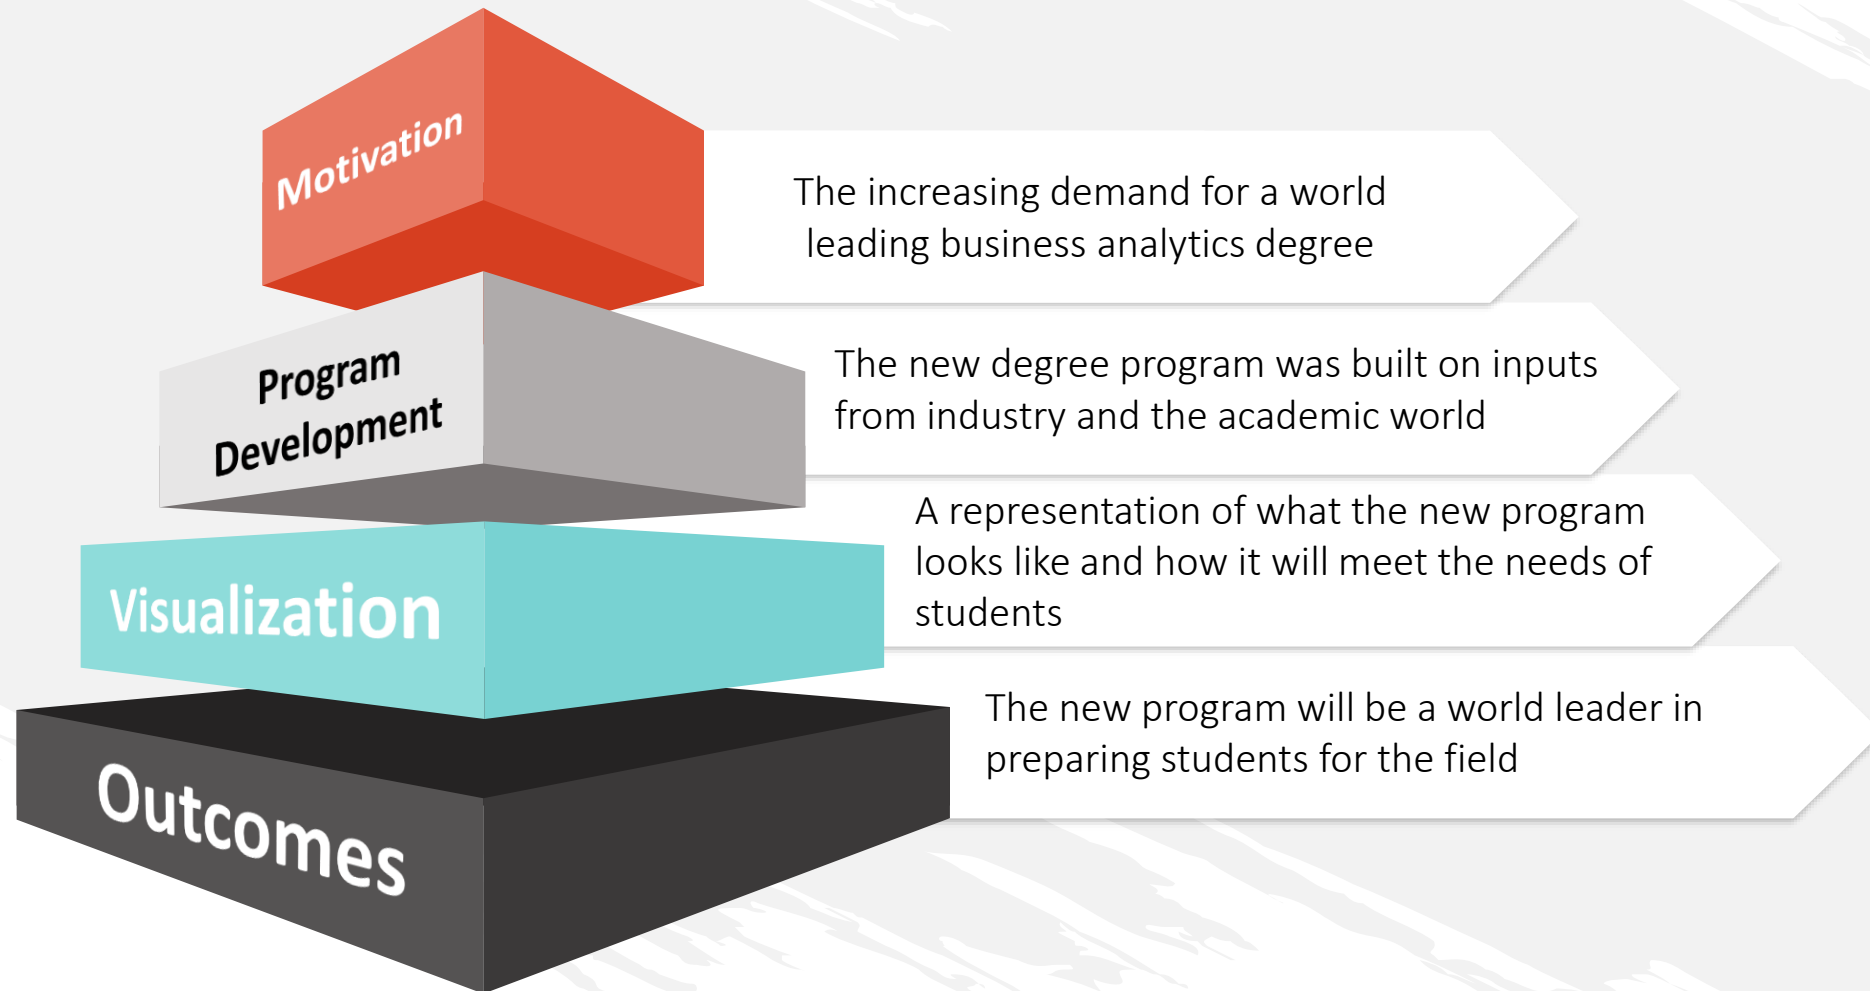 Motivation
The increasing demand for a world
leading business analytics degree
Program
Development
The new degree program was built on inputs
from industry and the academic world
Visualization
A representation of what the new program
looks like and how it will meet the needs of
students
Outcomes
The new program will be a world leader in
preparing students for the field